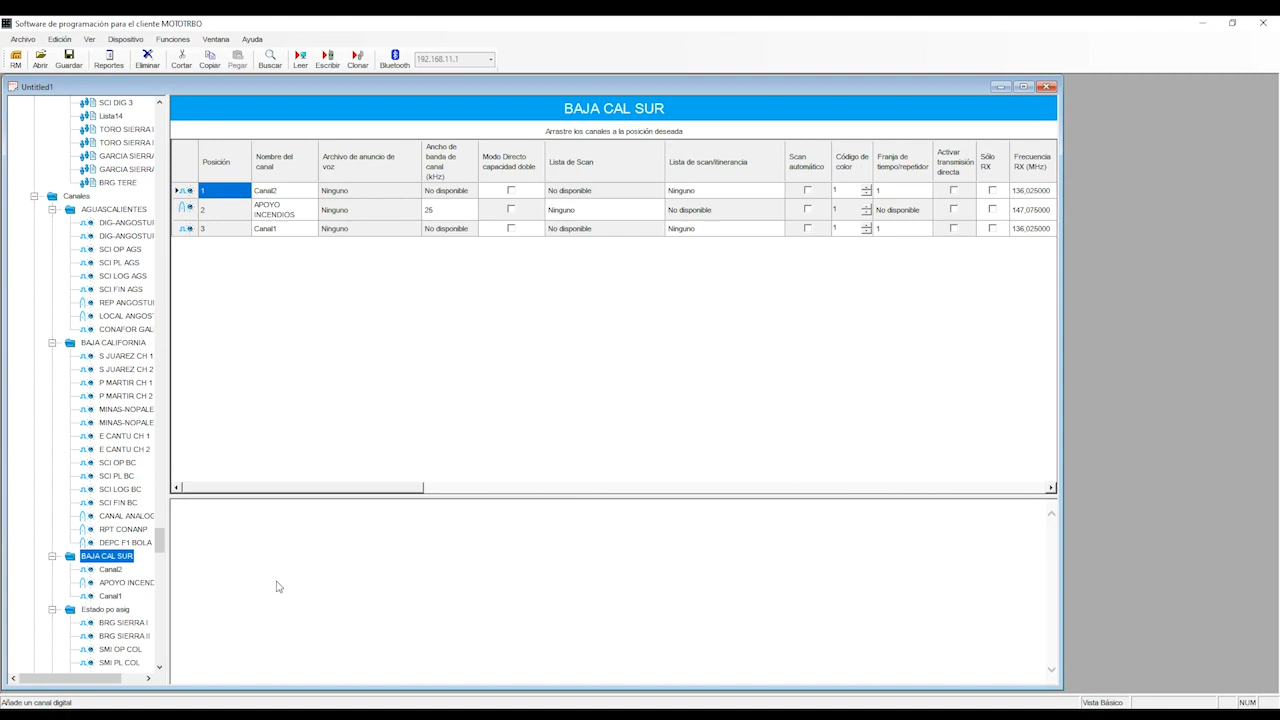 Software de programación para el cliente MOTOTRBO
Archivo Edición Ver Dispositivo Funciones Ventana Ayuda
RM Abrir Guardar Reportes Eliminar Cortar Copiar Pegar Buscar Leer Escribir Clonar Bluetooth 192.168.11.1
Untitled1
SCI DIG 3
Lista14
TORO SIERRA I
TORO SIERRA I
GARCIA SIERRA
GARCIA SIERRA
BRG TERE
Canales
AGUASCALIENTES
DIG-ANGOSTUI
DIG-ANGOSTUI
SCI OP AGS
SCI PL AGS
SCI LOG AGS
SCI FIN AGS
REP ANGOSTUI
LOCAL ANGOS
CONAFOR GAL
BAJA CALIFORNIA
S JUAREZ CH 1
S JUAREZ CH 2
P MARTIR CH 1
P MARTIR CH 2
MINAS-NOPALE
MINAS-NOPALE
E CANTU CH 1
E CANTU CH 2
SCI OP BC
SCI PL BC
SCI LOG BC
SCI FIN BC
CANAL ANALOG
RPT CONANP
DEPC F1 BOLA
BAJA CAL SUR
Canal2
APOYO INCEND
Canal1
Estado po asig
BRG SIERRA I
BRG SIERRA II
SMI OP COL
SMI PL COL
BAJA CAL SUR
Arrastre los canales a la posición deseada
Posición Nombre del canal Archivo de anuncio de voz Ancho de banda de canal (kHz) Modo Directo capacidad doble Lista de Scan Lista de scan/itinerancia Scan automático Código de color Franja de tiempo/repetidor Activar transmisión directa Sólo RX Frecuencia RX (MHz)
1 Canal2 Ninguno No disponible No disponible Ninguno 1 1 136,025000
2 APOYO INCENDIOS Ninguno 25 Ninguno No disponible 1 No disponible 147,075000
3 Canal1 Ninguno No disponible No disponible Ninguno 1 1 136,025000
Añade un canal digital
Vista Básico
NUM